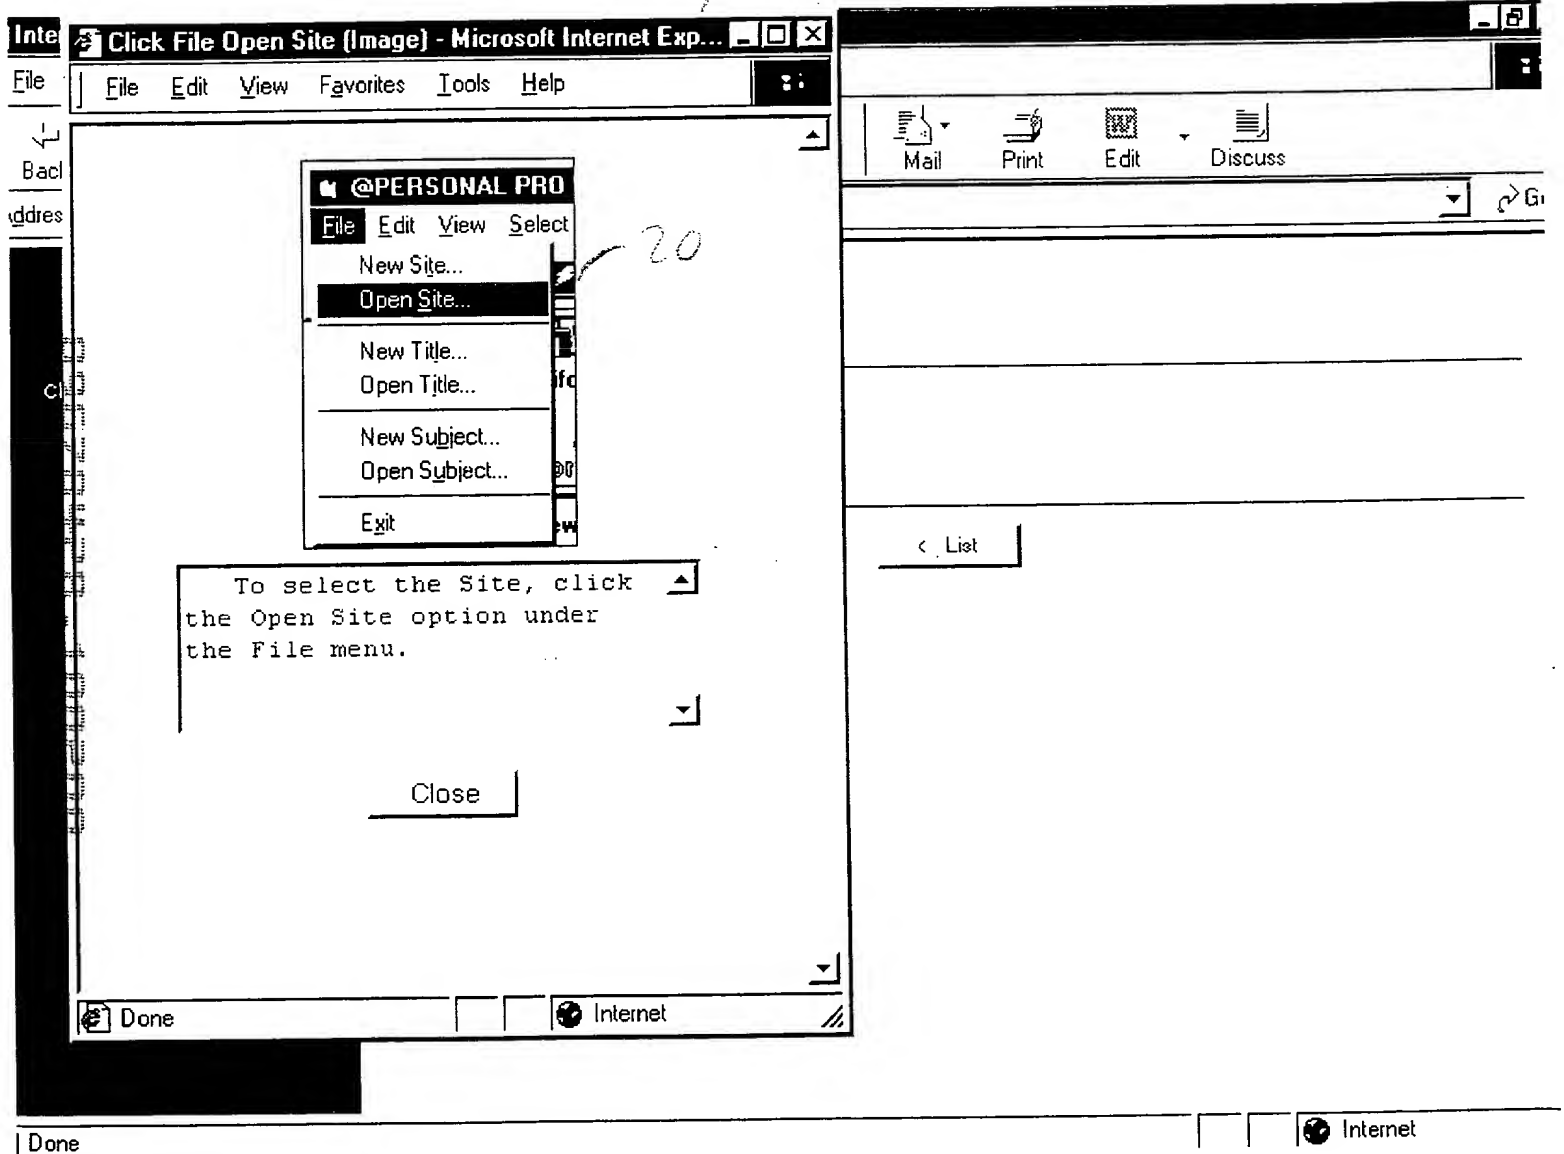 Click File Open Site (Image) - Microsoft Internet Exp...
File Edit View Favorites Tools Help
File
Mail Print Edit Discuss
@PERSONAL PRO
File Edit View Select
20
New Site...
Open Site...
New Title...
Open Title...
New Subject...
Open Subject...
Exit
< List
To select the Site, click
the Open Site option under
the File menu.
Close
Done Internet
Done Internet